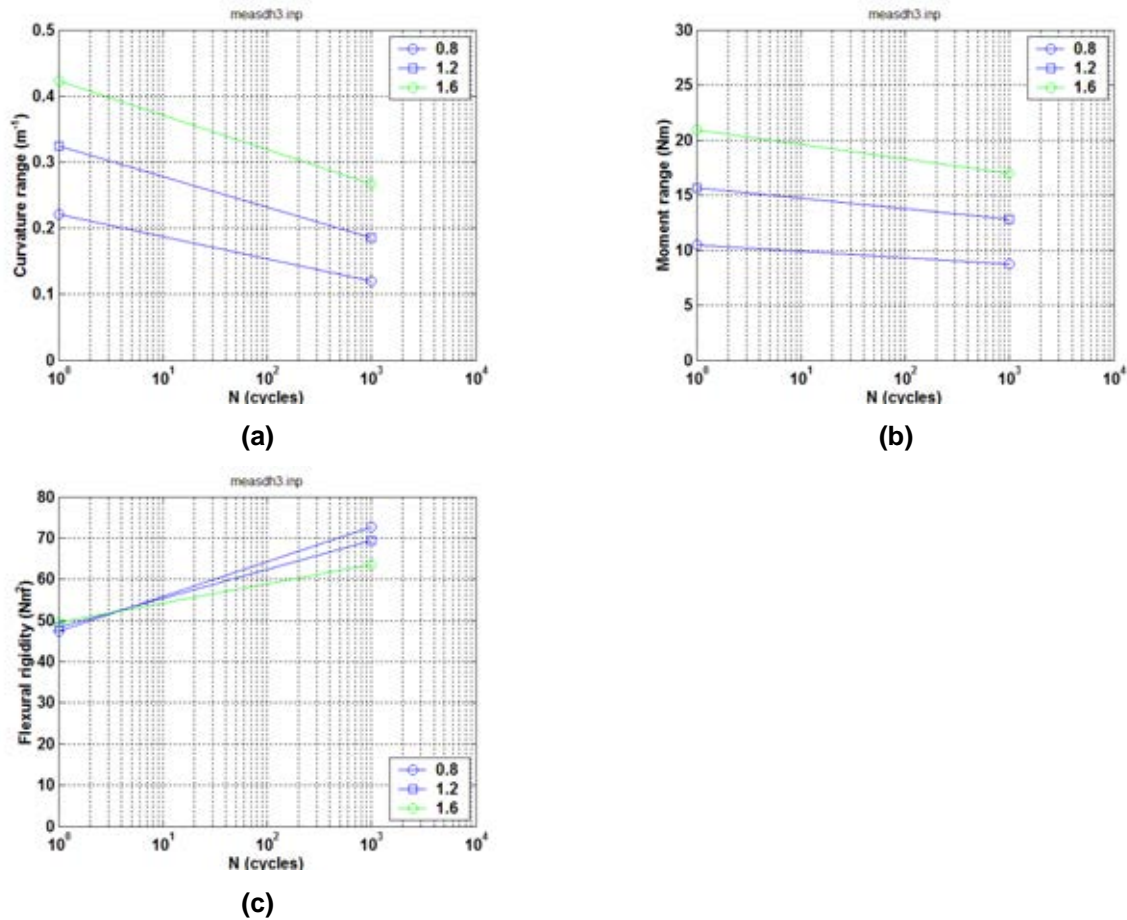 measdh3.inp
0.5
0.4
0.3
0.2
0.1
0
Curvature range (m⁻¹)
10⁰ 10¹ 10² 10³ 10⁴
N (cycles)
0.8
1.2
1.6
(a)
measdh3.inp
30
25
20
15
10
5
0
Moment range (Nm)
10⁰ 10¹ 10² 10³ 10⁴
N (cycles)
0.8
1.2
1.6
(b)
measdh3.inp
80
70
60
50
40
30
20
10
0
Flexural rigidity (Nm²)
10⁰ 10¹ 10² 10³ 10⁴
N (cycles)
0.8
1.2
1.6
(c)